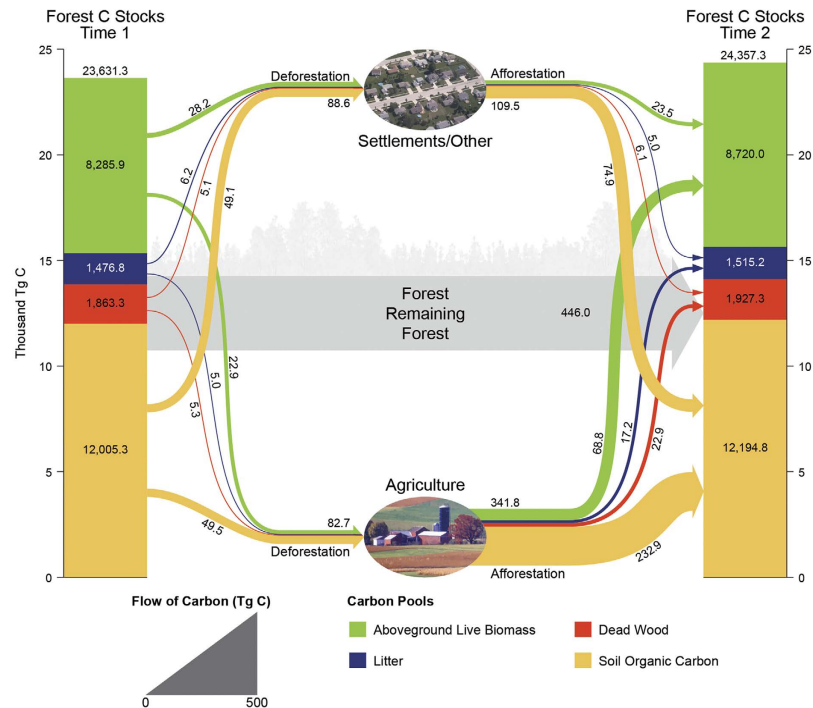 Forest C Stocks
Time 1
Forest C Stocks
Time 2
Thousand Tg C
25
20
15
10
5
0
25
20
15
10
5
0
23,631.3
8,285.9
1,476.8
1,863.3
12,005.3
24,357.3
8,720.0
1,515.2
1,927.3
12,194.8
Deforestation
88.6
Afforestation
109.5
Settlements/Other
28.2
6.2
5.1
49.1
23.5
5.0
6.1
74.9
Forest
Remaining
Forest
446.0
22.9
5.0
5.3
49.5
68.8
17.2
22.9
232.9
Agriculture
82.7
Deforestation
341.8
Afforestation
Flow of Carbon (Tg C)
0
500
Carbon Pools
Aboveground Live Biomass
Dead Wood
Litter
Soil Organic Carbon